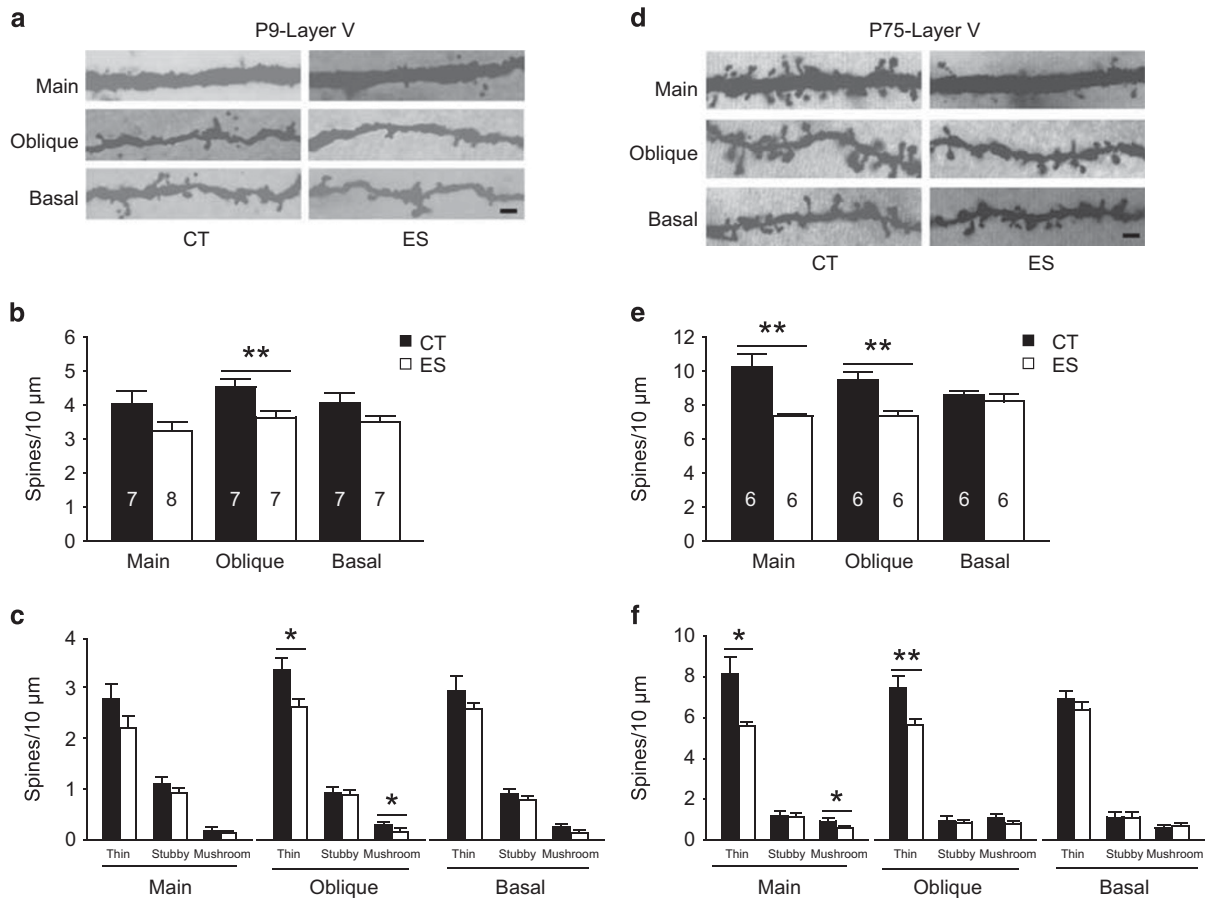 a
P9-Layer V
Main
Oblique
Basal
CT
ES
d
P75-Layer V
Main
Oblique
Basal
CT
ES
b
Spines/10 µm
6
5
4
3
2
1
0
**
CT
ES
7
8
7
7
7
7
Main
Oblique
Basal
e
Spines/10 µm
12
10
8
6
4
2
0
**
**
CT
ES
6
6
6
6
6
6
Main
Oblique
Basal
c
Spines/10 µm
4
3
2
1
0
*
*
Thin Stubby Mushroom
Thin Stubby Mushroom
Thin Stubby Mushroom
Main
Oblique
Basal
f
Spines/10 µm
10
8
6
4
2
0
*
*
**
Thin Stubby Mushroom
Thin Stubby Mushroom
Thin Stubby Mushroom
Main
Oblique
Basal